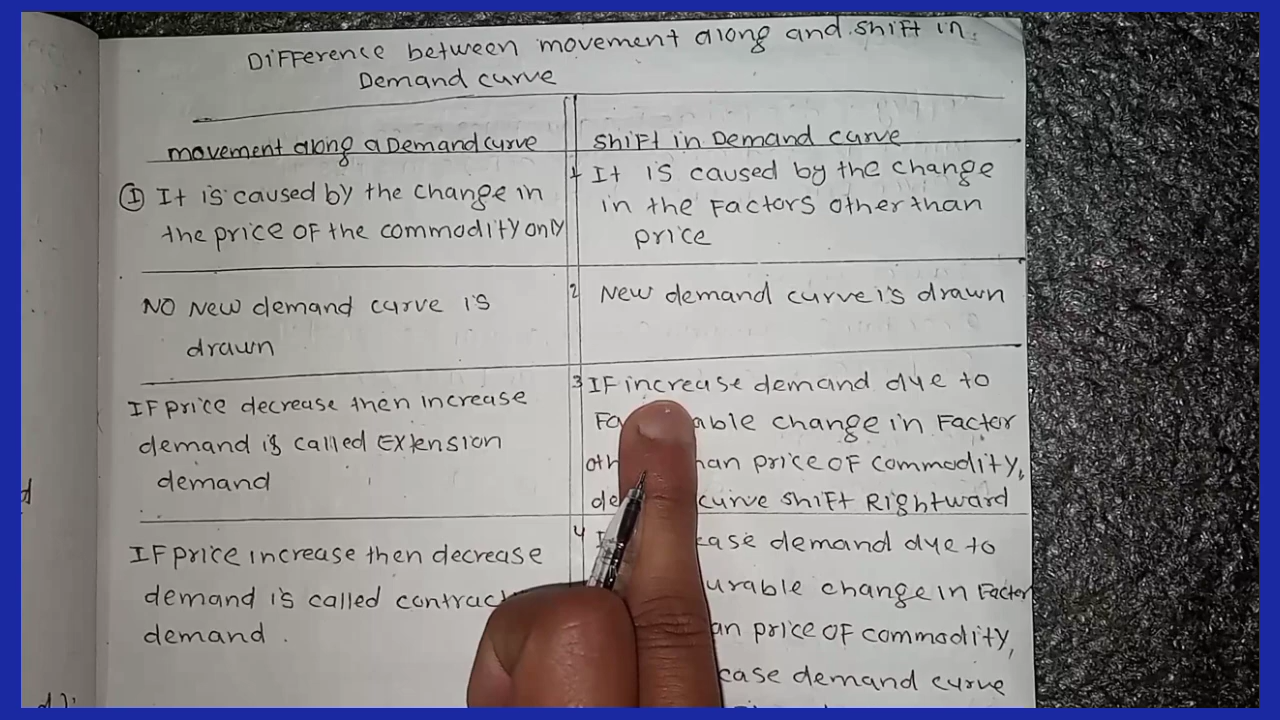 Difference between movement along and shift in
Demand curve
movement along a Demand curve
① It is caused by the change in
the price of the commodity only
No New demand curve is
drawn
If price decrease then increase
demand is called Extension
demand
If price increase then decrease
demand is called
demand.
shift in Demand curve
1 It is caused by the change
in the Factors other than
price
2 New demand curve is drawn
3 If increase demand due to
change in Factor
price of commodity,
curve shift Rightward
4
demand due to
change in Factor
price of commodity,
demand curve